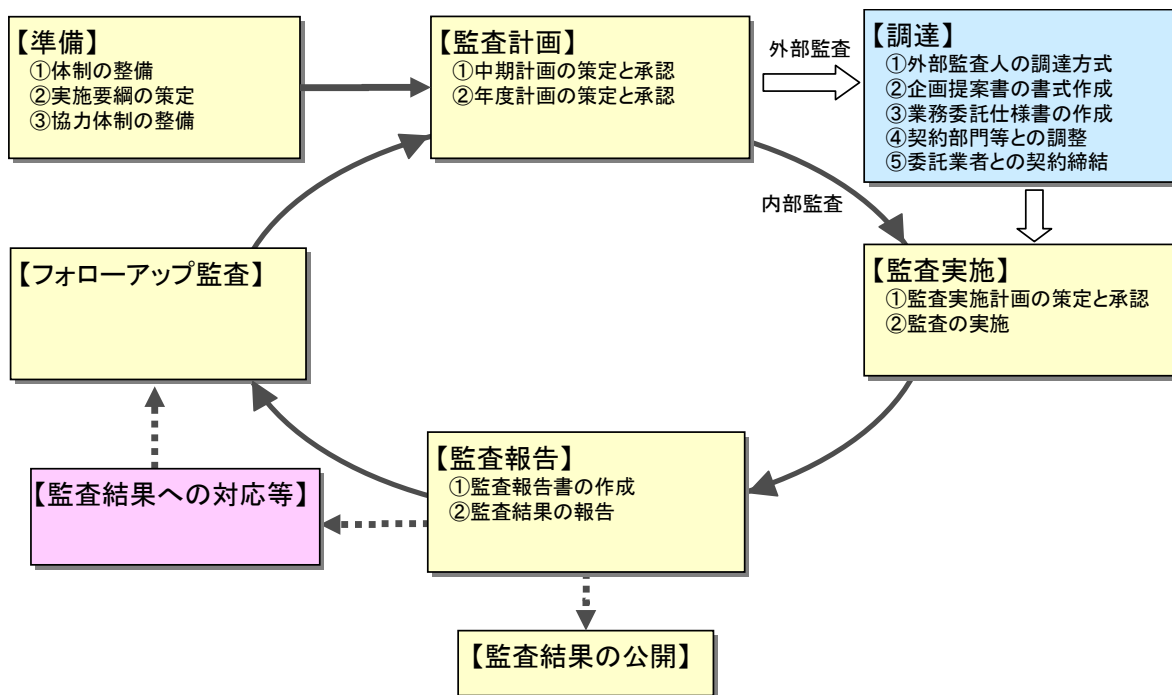 【準備】
①体制の整備
②実施要綱の策定
③協力体制の整備
【監査計画】
①中期計画の策定と承認
②年度計画の策定と承認
外部監査
【調達】
①外部監査人の調達方式
②企画提案書の書式作成
③業務委託仕様書の作成
④契約部門等との調整
⑤委託業者との契約締結
内部監査
【フォローアップ監査】
【監査実施】
①監査実施計画の策定と承認
②監査の実施
【監査報告】
①監査報告書の作成
②監査結果の報告
【監査結果への対応等】
【監査結果の公開】